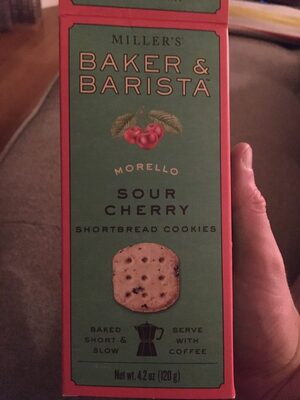 MILLER'S
BAKER &
BARISTA™
MORELLO
SOUR
CHERRY
SHORTBREAD COOKIES
BAKED
SHORT &
SLOW
SERVE
WITH
COFFEE
Net wt. 4.2 oz (120 g)